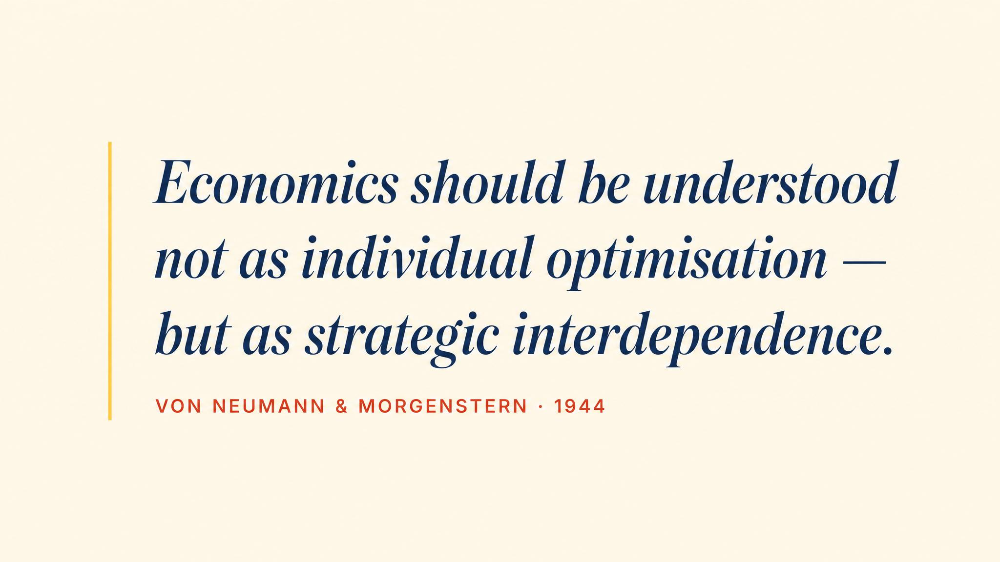 Economics should be understood
not as individual optimisation —
but as strategic interdependence.
VON NEUMANN & MORGENSTERN · 1944